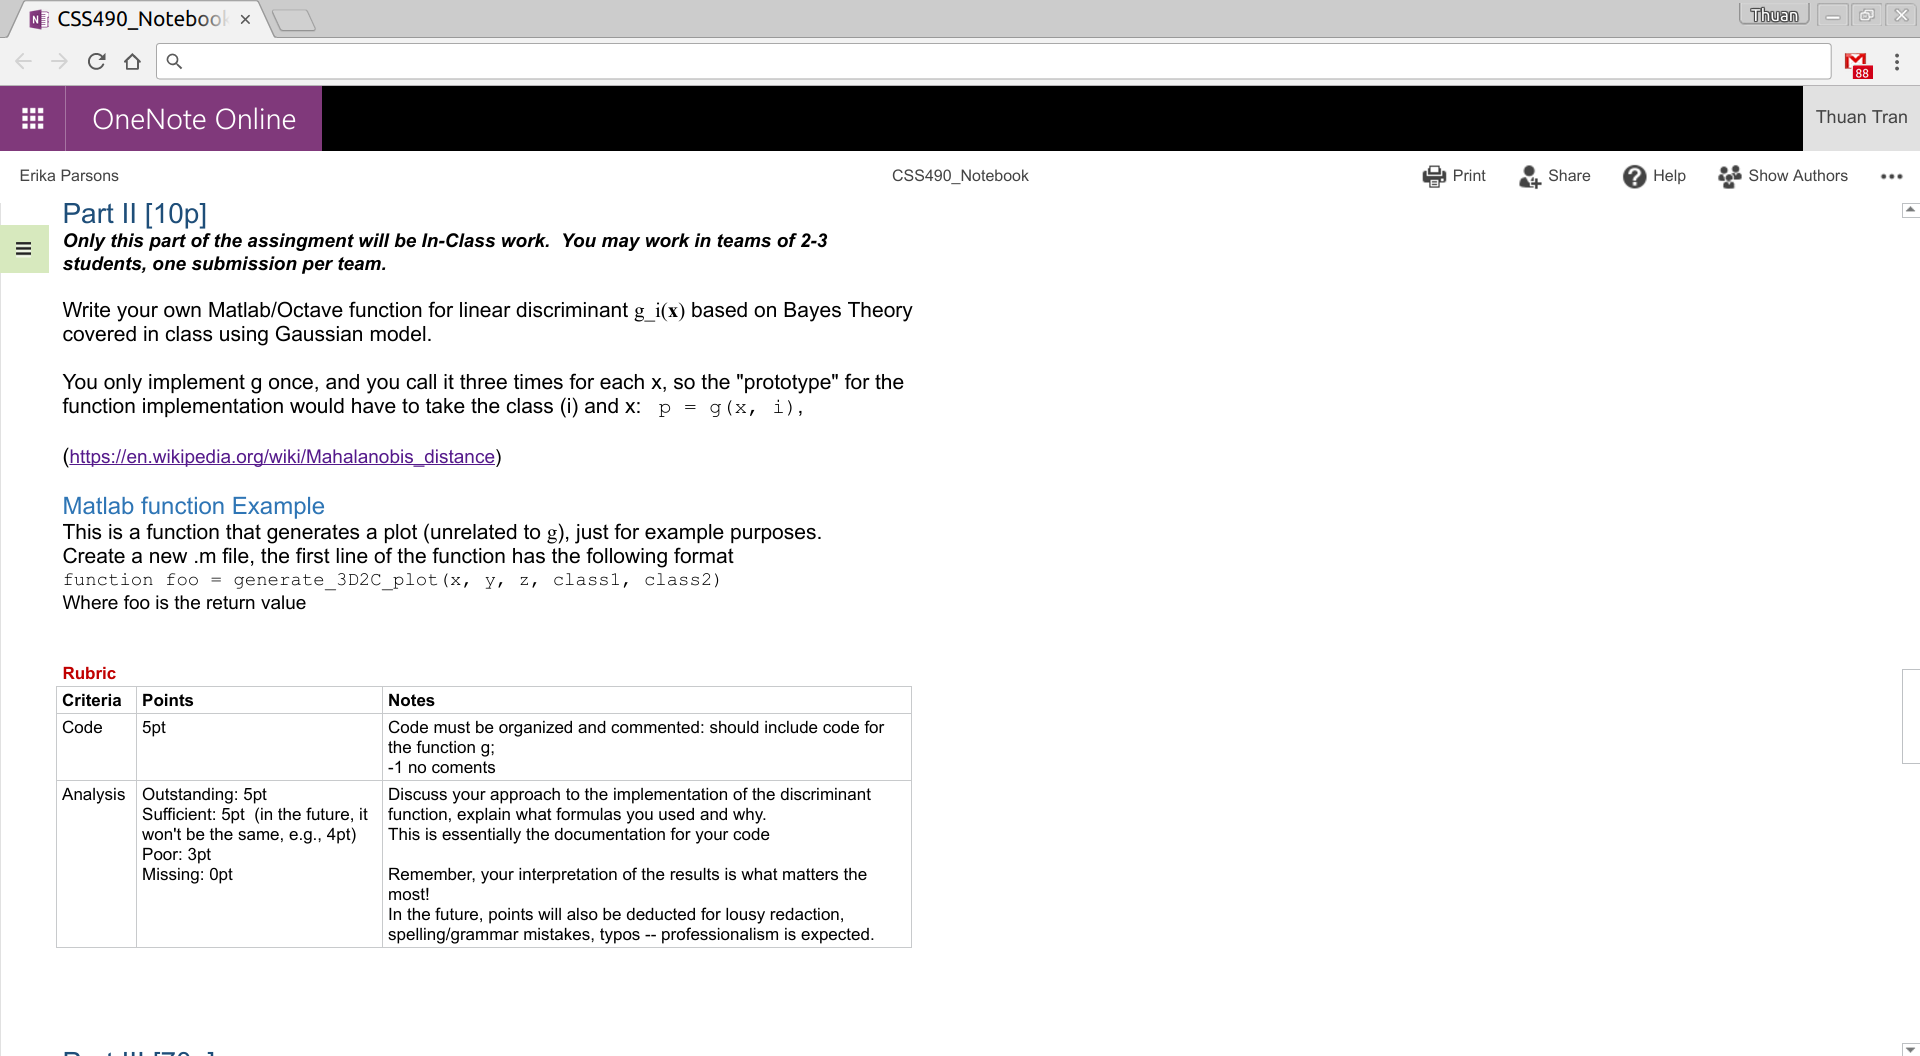 CSS490_Notebook
Thuan
88
OneNote Online
Thuan Tran
Erika Parsons
CSS490_Notebook
Print
Share
Help
Show Authors
Part II [10p]
Only this part of the assingment will be In-Class work. You may work in teams of 2-3
students, one submission per team.
Write your own Matlab/Octave function for linear discriminant g_i(x) based on Bayes Theory
covered in class using Gaussian model.
You only implement g once, and you call it three times for each x, so the "prototype" for the
function implementation would have to take the class (i) and x: p = g(x, i),
(https://en.wikipedia.org/wiki/Mahalanobis_distance)
Matlab function Example
This is a function that generates a plot (unrelated to g), just for example purposes.
Create a new .m file, the first line of the function has the following format
function foo = generate_3D2C_plot(x, y, z, class1, class2)
Where foo is the return value
Rubric
Criteria
Points
Notes
Code
5pt
Code must be organized and commented: should include code for
the function g;
-1 no coments
Analysis
Outstanding: 5pt
Sufficient: 5pt (in the future, it
won't be the same, e.g., 4pt)
Poor: 3pt
Missing: 0pt
Discuss your approach to the implementation of the discriminant
function, explain what formulas you used and why.
This is essentially the documentation for your code
Remember, your interpretation of the results is what matters the
most!
In the future, points will also be deducted for lousy redaction,
spelling/grammar mistakes, typos -- professionalism is expected.
Part III [70p]